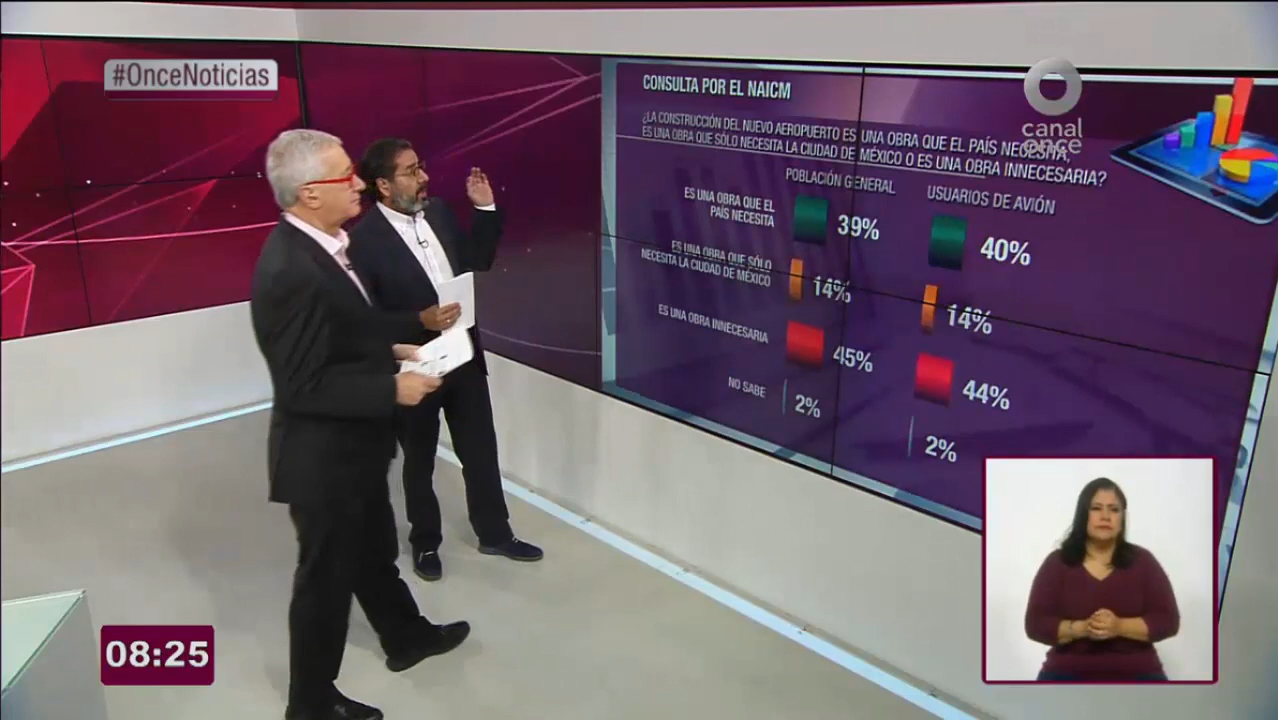 #OnceNoticias
CONSULTA POR EL NAICM
canal
once
¿LA CONSTRUCCIÓN DEL NUEVO AEROPUERTO ES UNA OBRA QUE EL PAÍS NECESITA,
ES UNA OBRA QUE SÓLO NECESITA LA CIUDAD DE MÉXICO O ES UNA OBRA INNECESARIA?
POBLACIÓN GENERAL
USUARIOS DE AVIÓN
ES UNA OBRA QUE EL
PAÍS NECESITA
39%
40%
ES UNA OBRA QUE SÓLO
NECESITA LA CIUDAD DE MÉXICO
14%
14%
ES UNA OBRA INNECESARIA
45%
44%
NO SABE
2%
2%
08:25